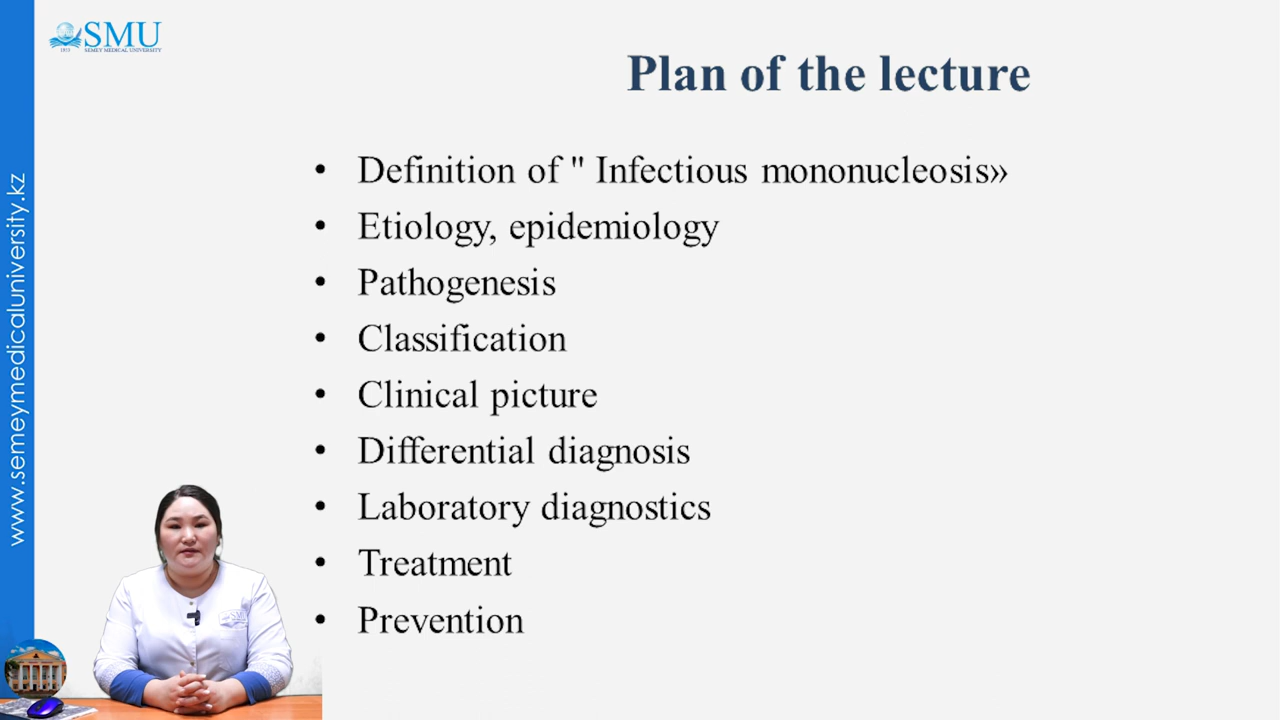 SMU
SEMEY MEDICAL UNIVERSITY
Plan of the lecture
• Definition of " Infectious mononucleosis»
• Etiology, epidemiology
• Pathogenesis
• Classification
• Clinical picture
• Differential diagnosis
• Laboratory diagnostics
• Treatment
• Prevention
www.semeymedicaluniversity.kz
SMU